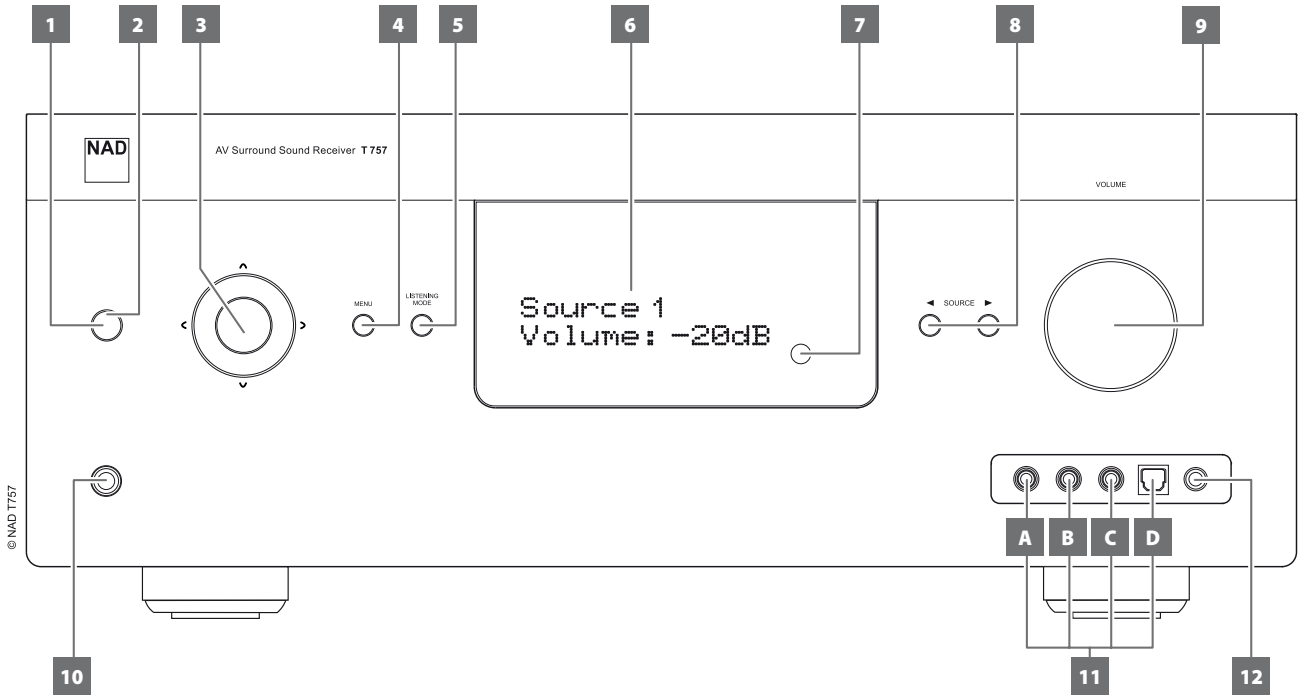 1 2 3 4 5 6 7 8 9
NAD
AV Surround Sound Receiver T 757
VOLUME
MENU
LISTENING
MODE
Source 1
Volume: -20dB
◄ SOURCE ►
© NAD T757
A B C D
10 11 12